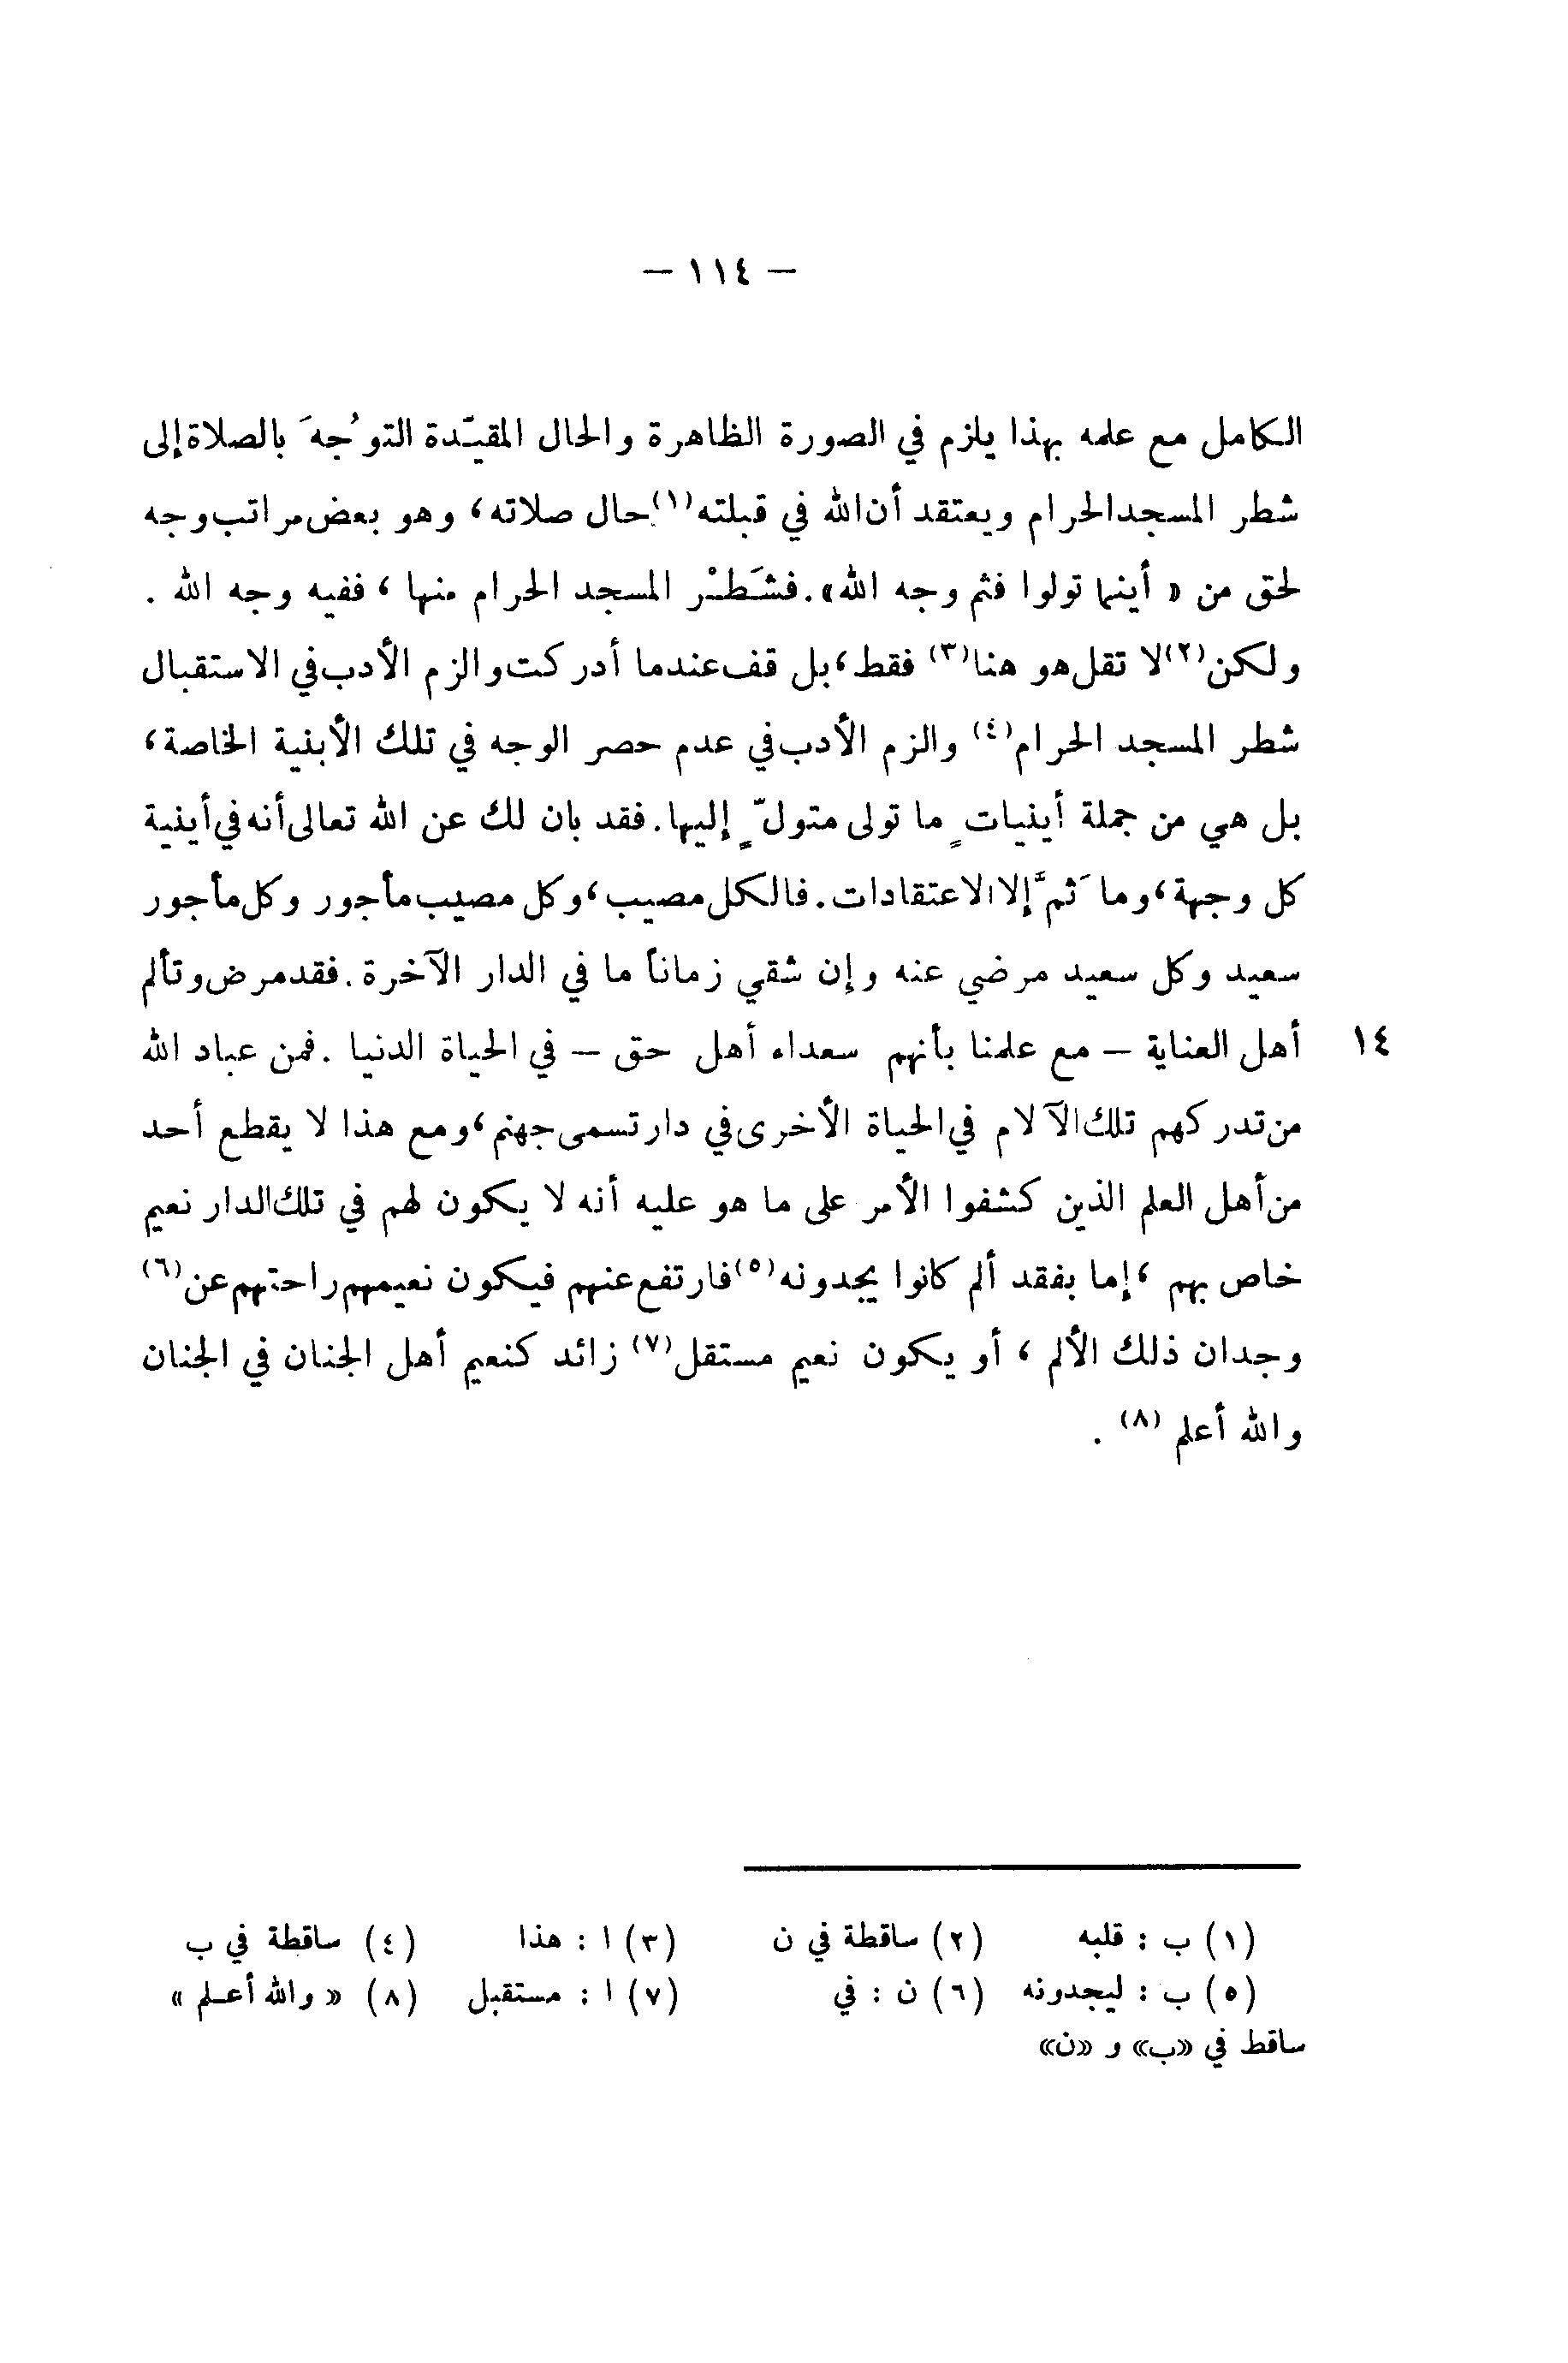 — ١١٤ —
الكامل مع علمه بهذا يلزم في الصورة الظاهرة والحال المقيّدة التوُجهَ بالصلاة إلى
شطر المسجد الحرام ويعتقد أن الله في قبلته(١) حال صلاته، وهو بعض مراتب وجه
لحق من « أينما تولوا فثم وجه الله». فشَطْر المسجد الحرام منها ، ففيه وجه الله .
ولكن(٢) لا تقل هو هنا(٣) فقط، بل قف عندما أدركت والزم الأدب في الاستقبال
شطر المسجد الحرام(٤) والزم الأدب في عدم حصر الوجه في تلك الأبنية الخاصة،
بل هي من جملة أينيات ٍ ما تولى متولّ ٍ إليها. فقد بان لك عن الله تعالى أنه في أينية
كل وجهة، وما ثَمَّ إلا الاعتقادات. فالكل مصيب، وكل مصيب مأجور وكل مأجور
سعيد وكل سعيد مرضي عنه وإن شقي زماناً ما في الدار الآخرة. فقد مرض وتألم
١٤ أهل العناية — مع علمنا بأنهم سعداء أهل حق — في الحياة الدنيا . فمن عباد الله
من تدركهم تلك الآلام في الحياة الأخرى في دار تسمى جهنم، ومع هذا لا يقطع أحد
من أهل العلم الذين كشفوا الأمر على ما هو عليه أنه لا يكون لهم في تلك الدار نعيم
خاص بهم ، إما بفقد ألم كانوا يجدونه(٥) فارتفع عنهم فيكون نعيمهم راحتهم عن(٦)
وجدان ذلك الألم ، أو يكون نعيم مستقل(٧) زائد كنعيم أهل الجنان في الجنان
والله أعلم (٨) .
(١) ب : قلبه (٢) ساقطة في ن (٣) ا : هذا (٤) ساقطة في ب
(٥) ب : ليجدونه (٦) ن : في (٧) ا : مستقبل (٨) « والله أعلم »
ساقط في «ب» و «ن»